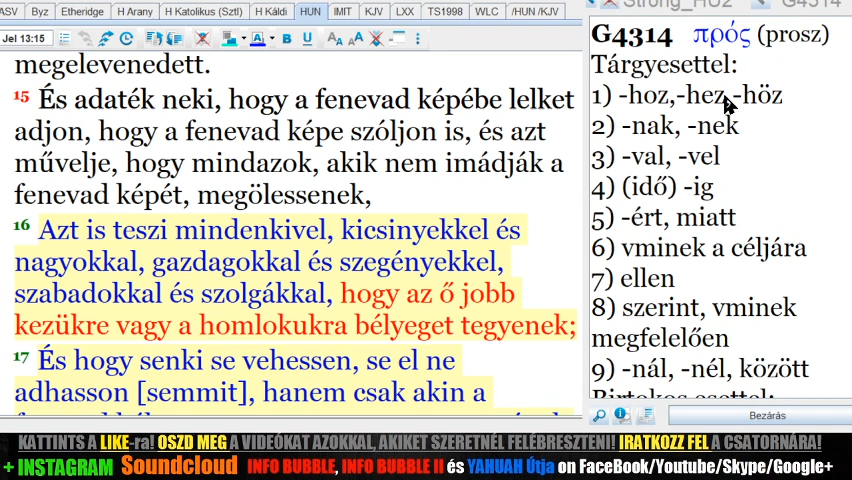 ASV Byz Etheridge H Arany H Katolikus (Sztl) H Káldi HUN IMIT KJV LXX TS1998 WLC /HUN /KJV
Strong_HU2 G4314
Jel 13:15
megelevenedett.
15 És adaték neki, hogy a fenevad képébe lelket
adjon, hogy a fenevad képe szóljon is, és azt
művelje, hogy mindazok, akik nem imádják a
fenevad képét, megölessenek,
16 Azt is teszi mindenkivel, kicsinyekkel és
nagyokkal, gazdagokkal és szegényekkel,
szabadokkal és szolgákkal, hogy az ő jobb
kezükre vagy a homlokukra bélyeget tegyenek;
17 És hogy senki se vehessen, se el ne
adhasson [semmit], hanem csak akin a
G4314 πρός (prosz)
Tárgyesettel:
1) -hoz,-hez,-höz
2) -nak, -nek
3) -val, -vel
4) (idő) -ig
5) -ért, miatt
6) vminek a céljára
7) ellen
8) szerint, vminek
megfelelően
9) -nál, -nél, között
Birtokos esettel:
Bezárás
KATTINTS A LIKE-ra! OSZD MEG A VIDEÓKAT AZOKKAL, AKIKET SZERETNÉL FELÉBRESZTENI! IRATKOZZ FEL A CSATORNÁRA!
+ INSTAGRAM Soundcloud INFO BUBBLE, INFO BUBBLE II és YAHUAH Útja on FaceBook/Youtube/Skype/Google+